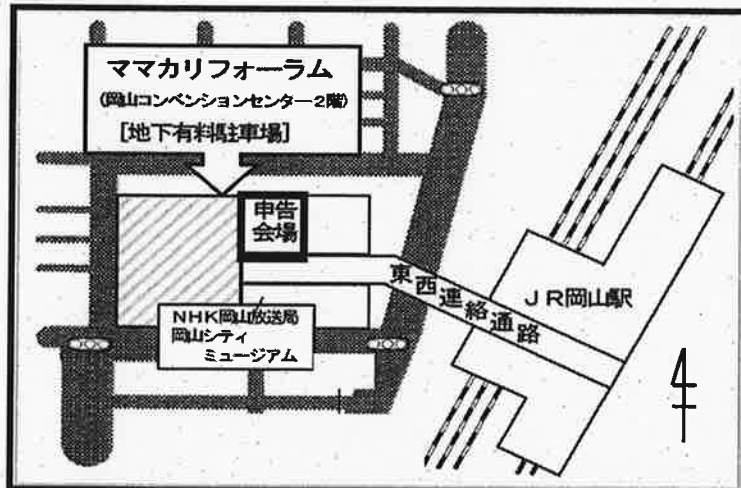 ママカリフォーラム
(岡山コンベンションセンター2階)
[地下有料駐車場]
申告
会場
東西連絡通路
JR岡山駅
NHK岡山放送局
岡山シティ
ミュージアム